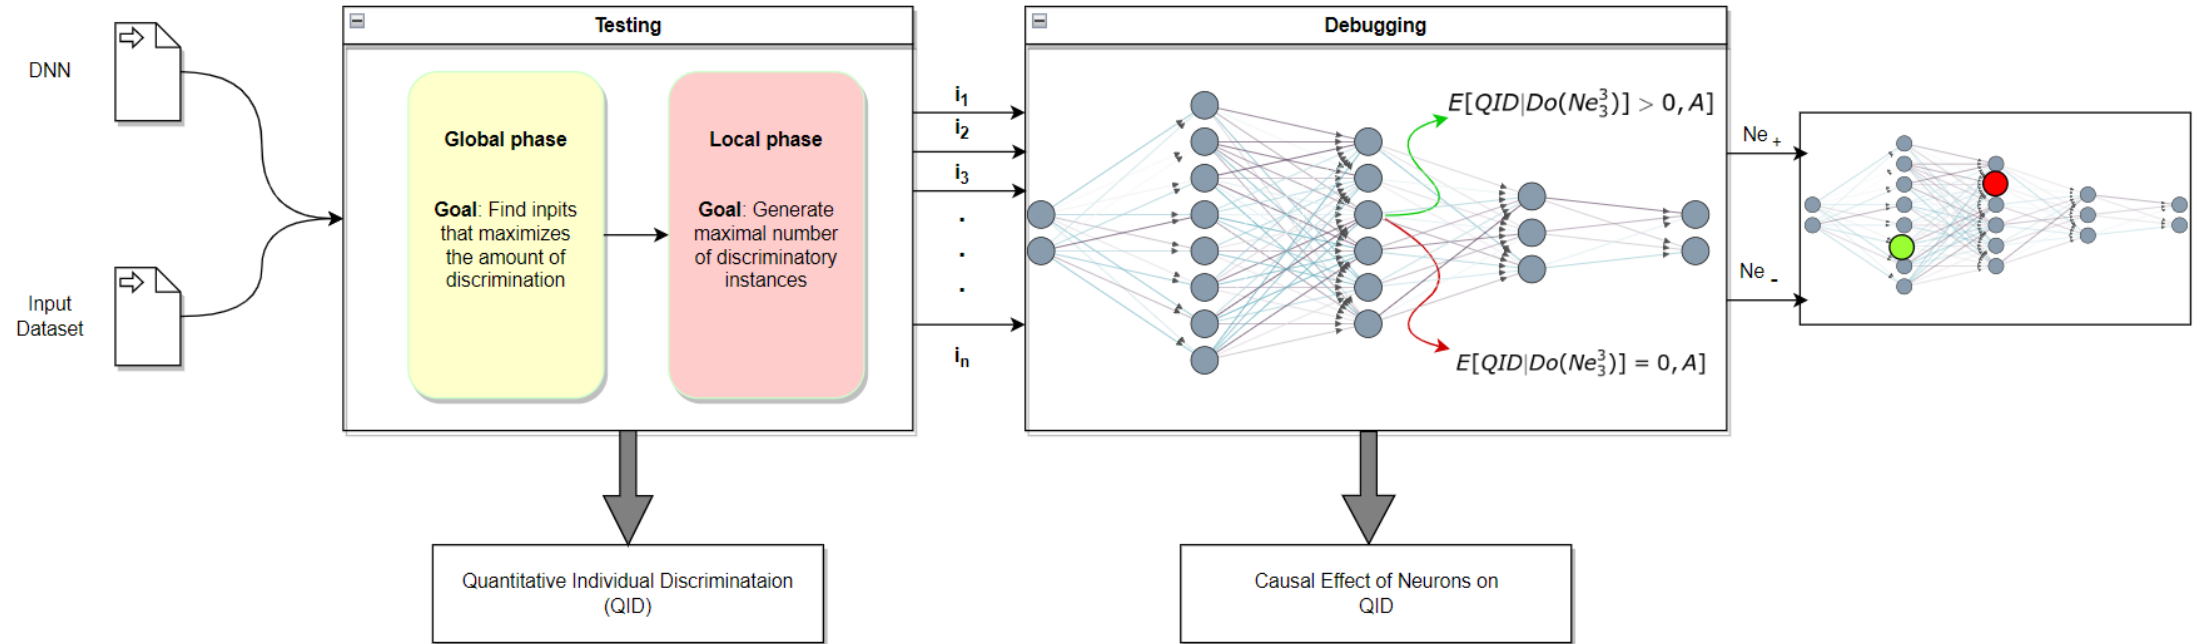 DNN
Input
Dataset
Testing
Global phase
Goal: Find inpits
that maximizes
the amount of
discrimination
Local phase
Goal: Generate
maximal number
of discriminatory
instances
i₁
i₂
i₃
.
.
.
iₙ
Debugging
E[QID|Do(Ne₃³)] > 0, A]
E[QID|Do(Ne₃³)] = 0, A]
Ne ₊
Ne ₋
Quantitative Individual Discriminataion
(QID)
Causal Effect of Neurons on
QID